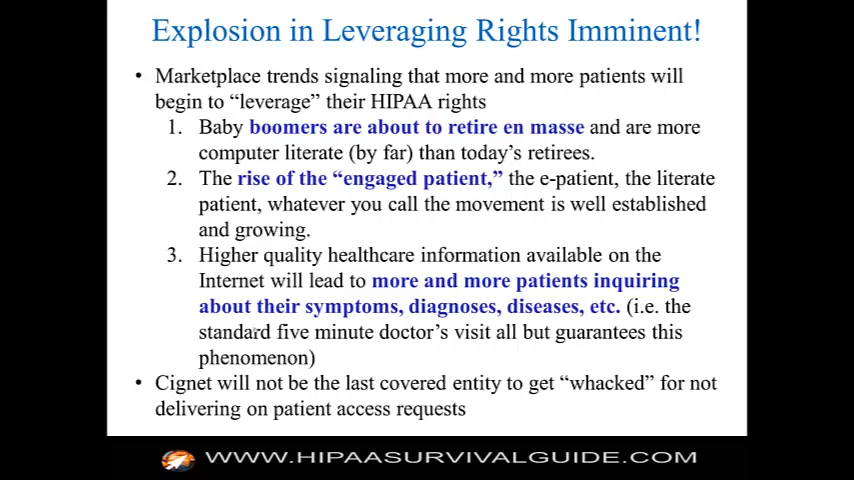 Explosion in Leveraging Rights Imminent!
• Marketplace trends signaling that more and more patients will
begin to “leverage” their HIPAA rights
1. Baby boomers are about to retire en masse and are more
computer literate (by far) than today’s retirees.
2. The rise of the “engaged patient,” the e-patient, the literate
patient, whatever you call the movement is well established
and growing.
3. Higher quality healthcare information available on the
Internet will lead to more and more patients inquiring
about their symptoms, diagnoses, diseases, etc. (i.e. the
standard five minute doctor’s visit all but guarantees this
phenomenon)
• Cignet will not be the last covered entity to get “whacked” for not
delivering on patient access requests
WWW.HIPAASURVIVALGUIDE.COM